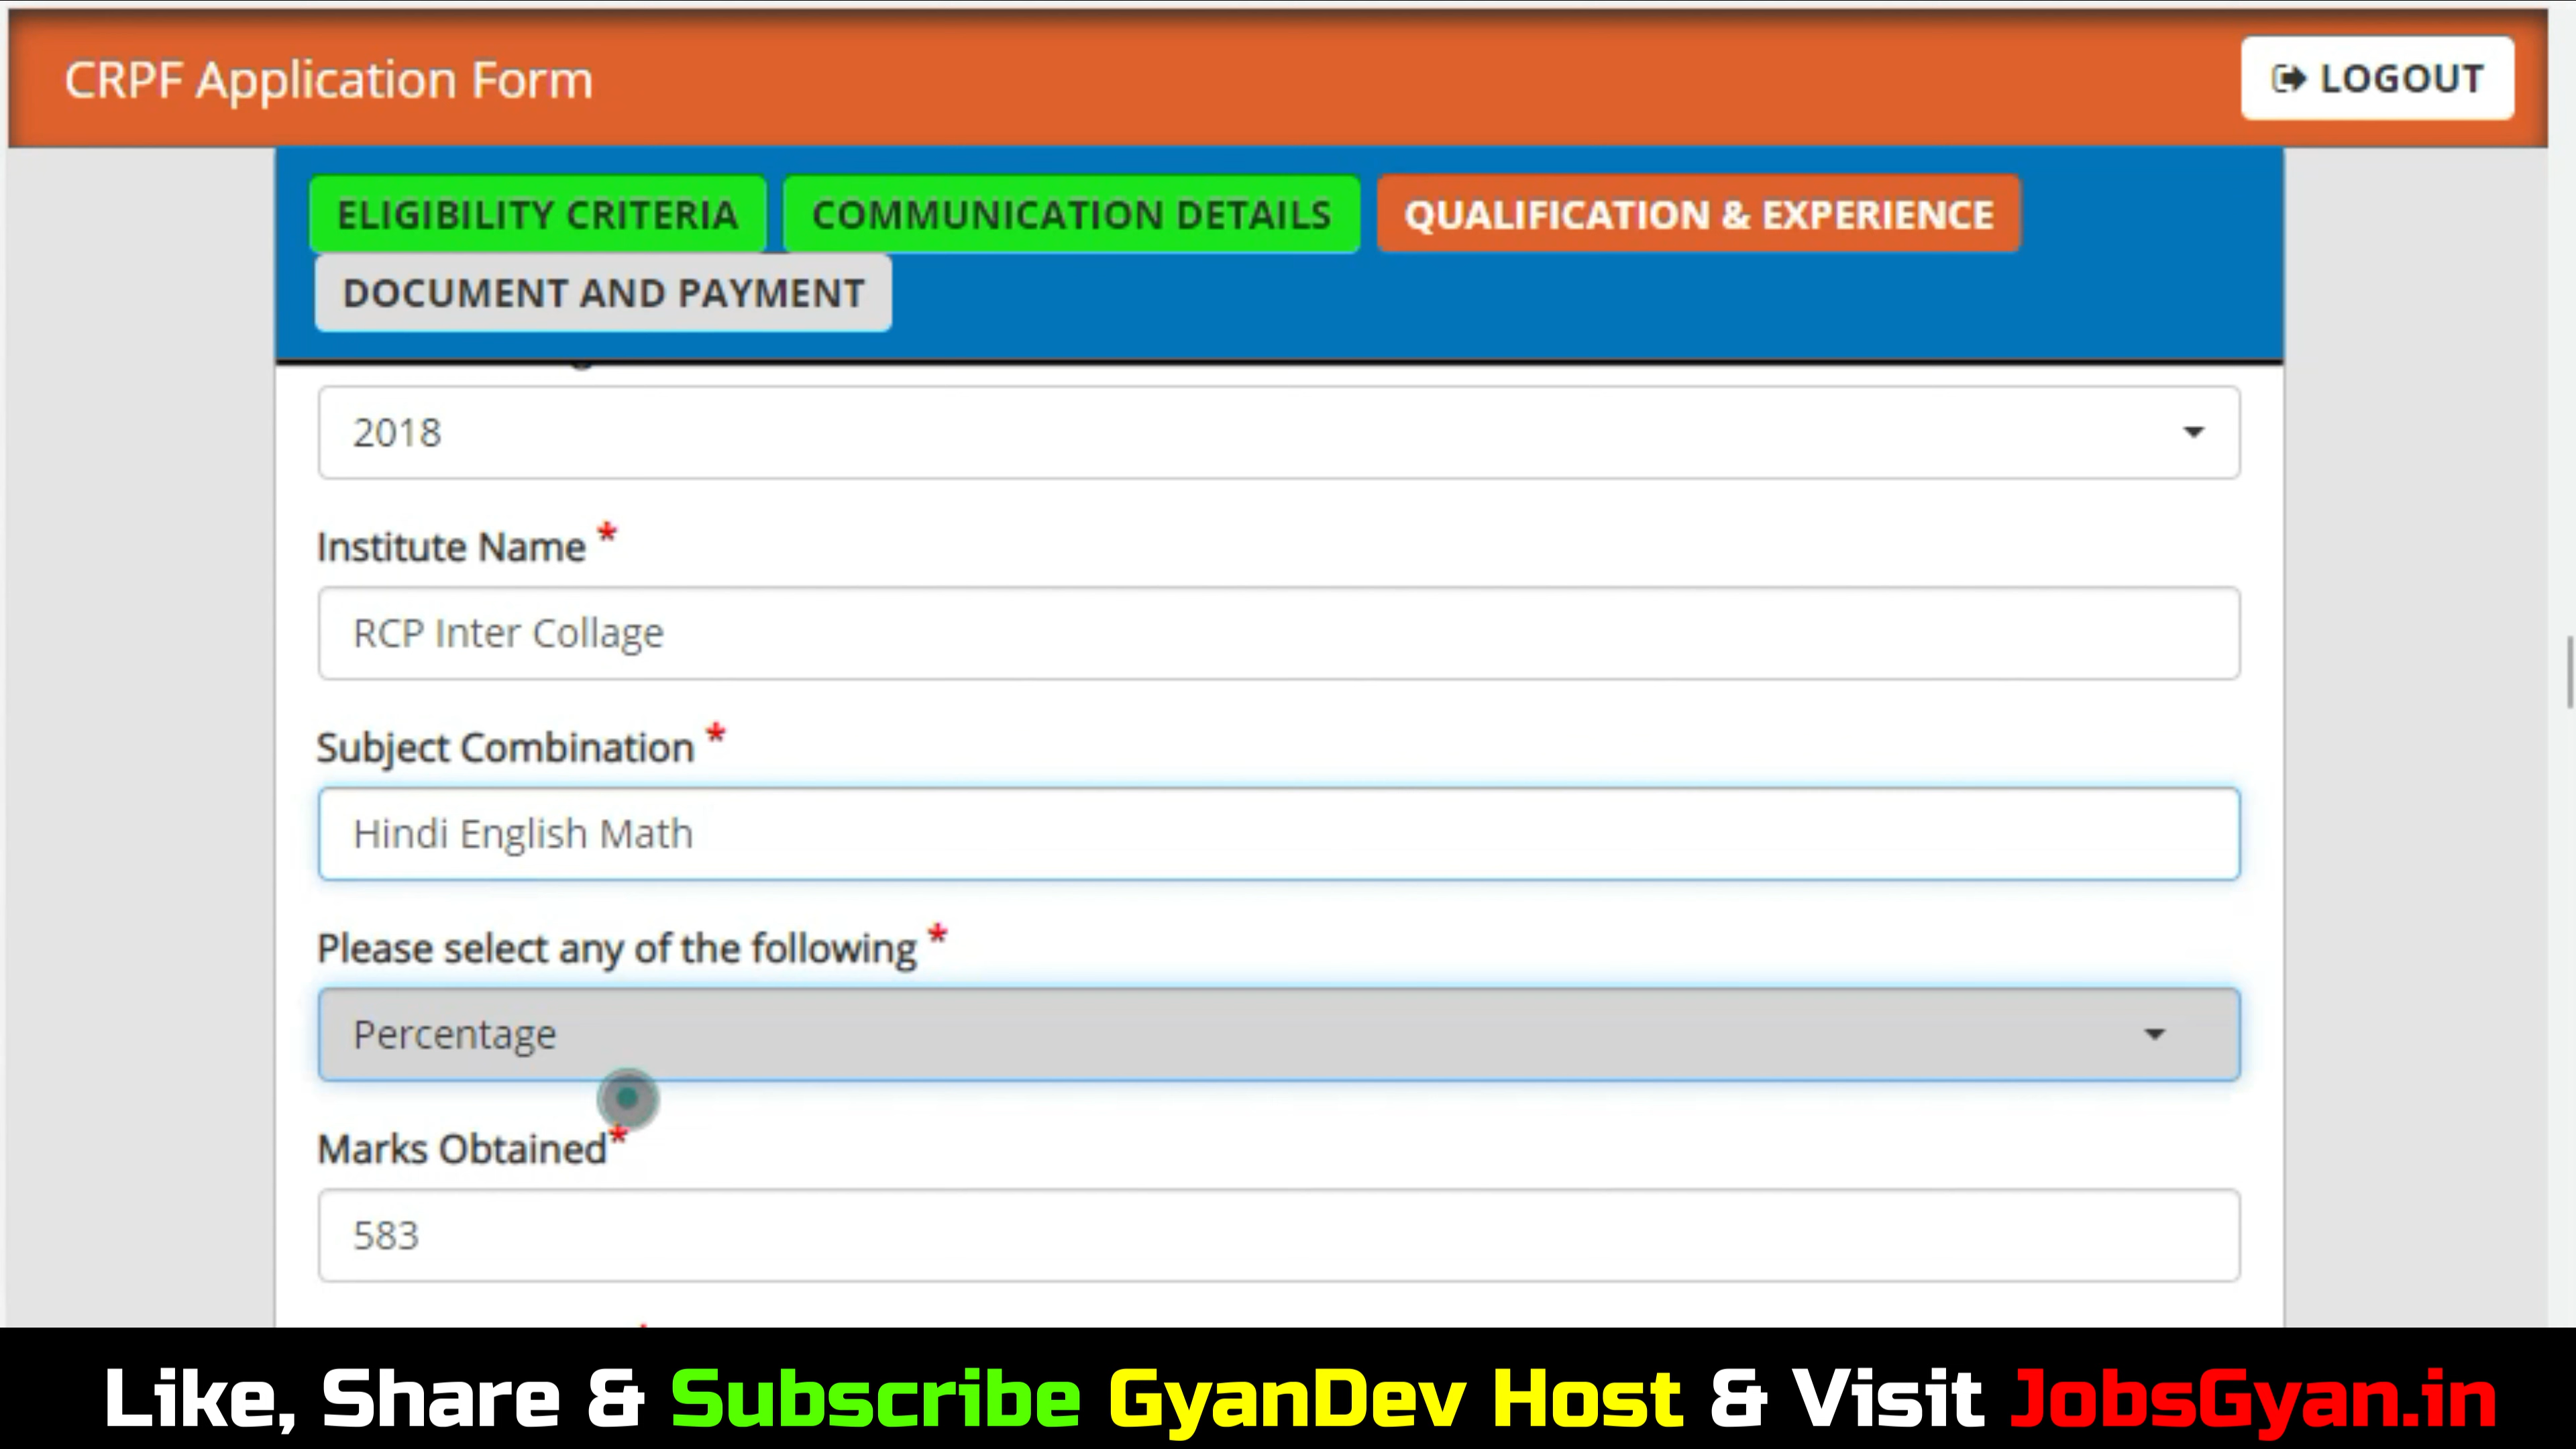 CRPF Application Form
LOGOUT
ELIGIBILITY CRITERIA
COMMUNICATION DETAILS
QUALIFICATION & EXPERIENCE
DOCUMENT AND PAYMENT
2018
Institute Name *
RCP Inter Collage
Subject Combination *
Hindi English Math
Please select any of the following *
Percentage
Marks Obtained*
583
Like, Share & Subscribe GyanDev Host & Visit JobsGyan.in